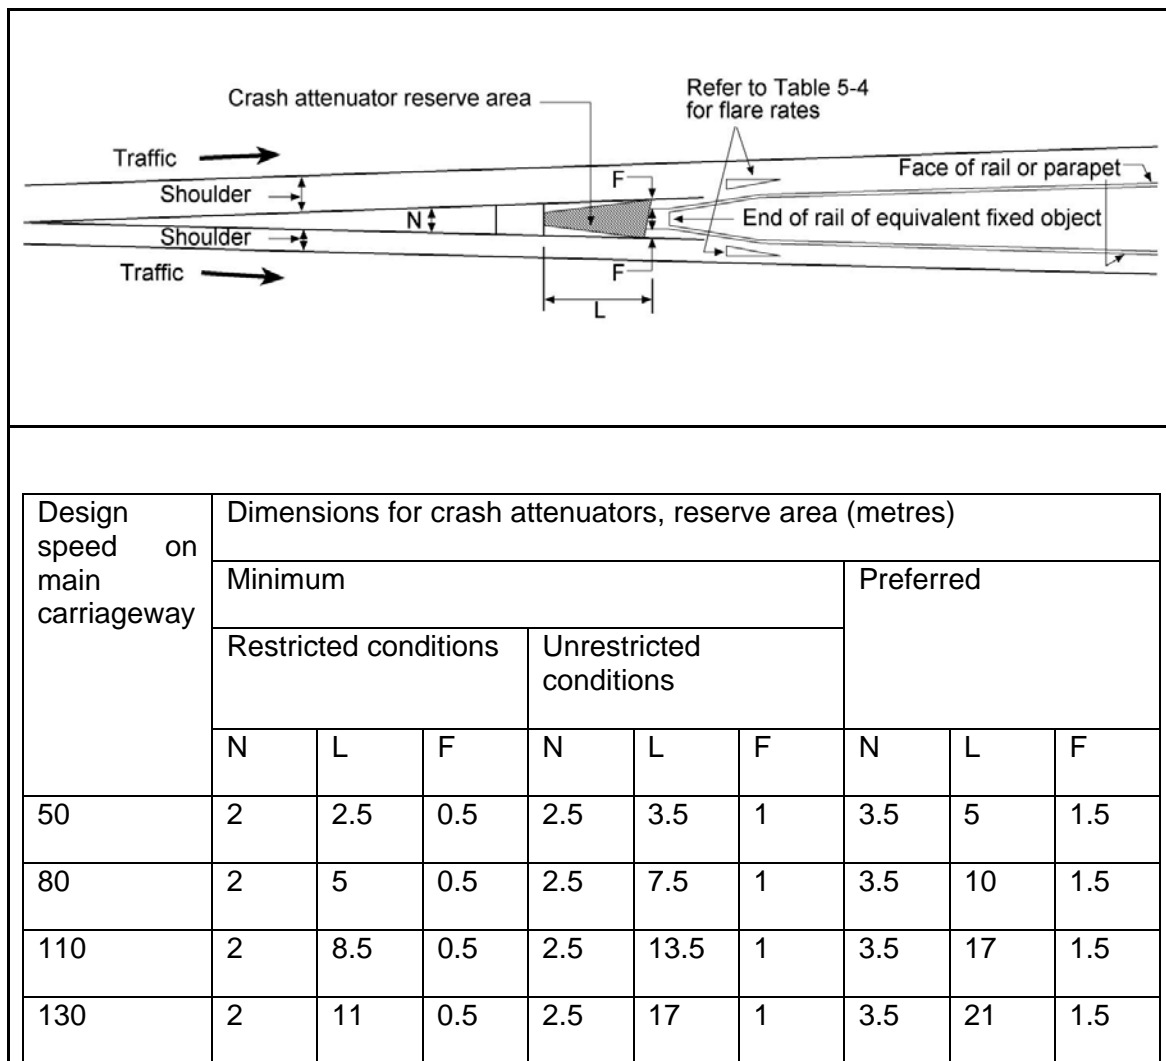 Crash attenuator reserve area
Refer to Table 5-4
for flare rates
Traffic
Shoulder
F
Face of rail or parapet
N
End of rail of equivalent fixed object
Shoulder
Traffic
F
L
Design speed on main carriageway
Dimensions for crash attenuators, reserve area (metres)
Minimum
Preferred
Restricted conditions
Unrestricted conditions
N L F N L F N L F
50 2 2.5 0.5 2.5 3.5 1 3.5 5 1.5
80 2 5 0.5 2.5 7.5 1 3.5 10 1.5
110 2 8.5 0.5 2.5 13.5 1 3.5 17 1.5
130 2 11 0.5 2.5 17 1 3.5 21 1.5